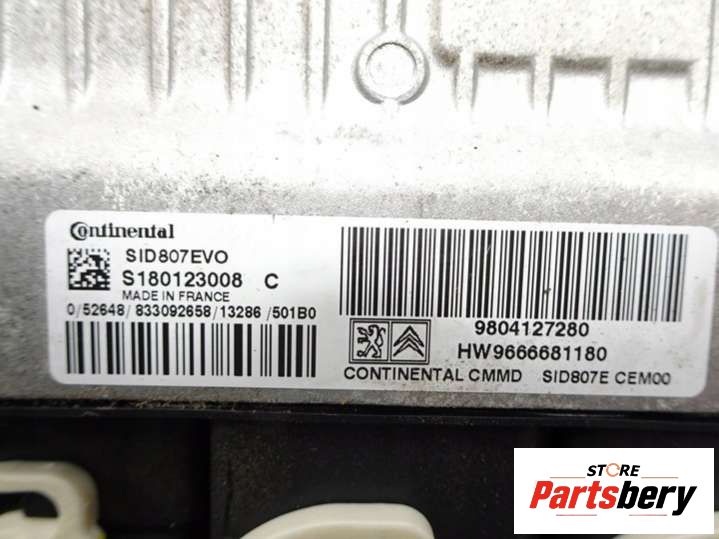 Continental
SID807EVO
S180123008 C
MADE IN FRANCE
0/52648/833092658/13286/501B0
9804127280
HW9666681180
CONTINENTAL CMMD SID807E CEM00
STORE
Partsbery